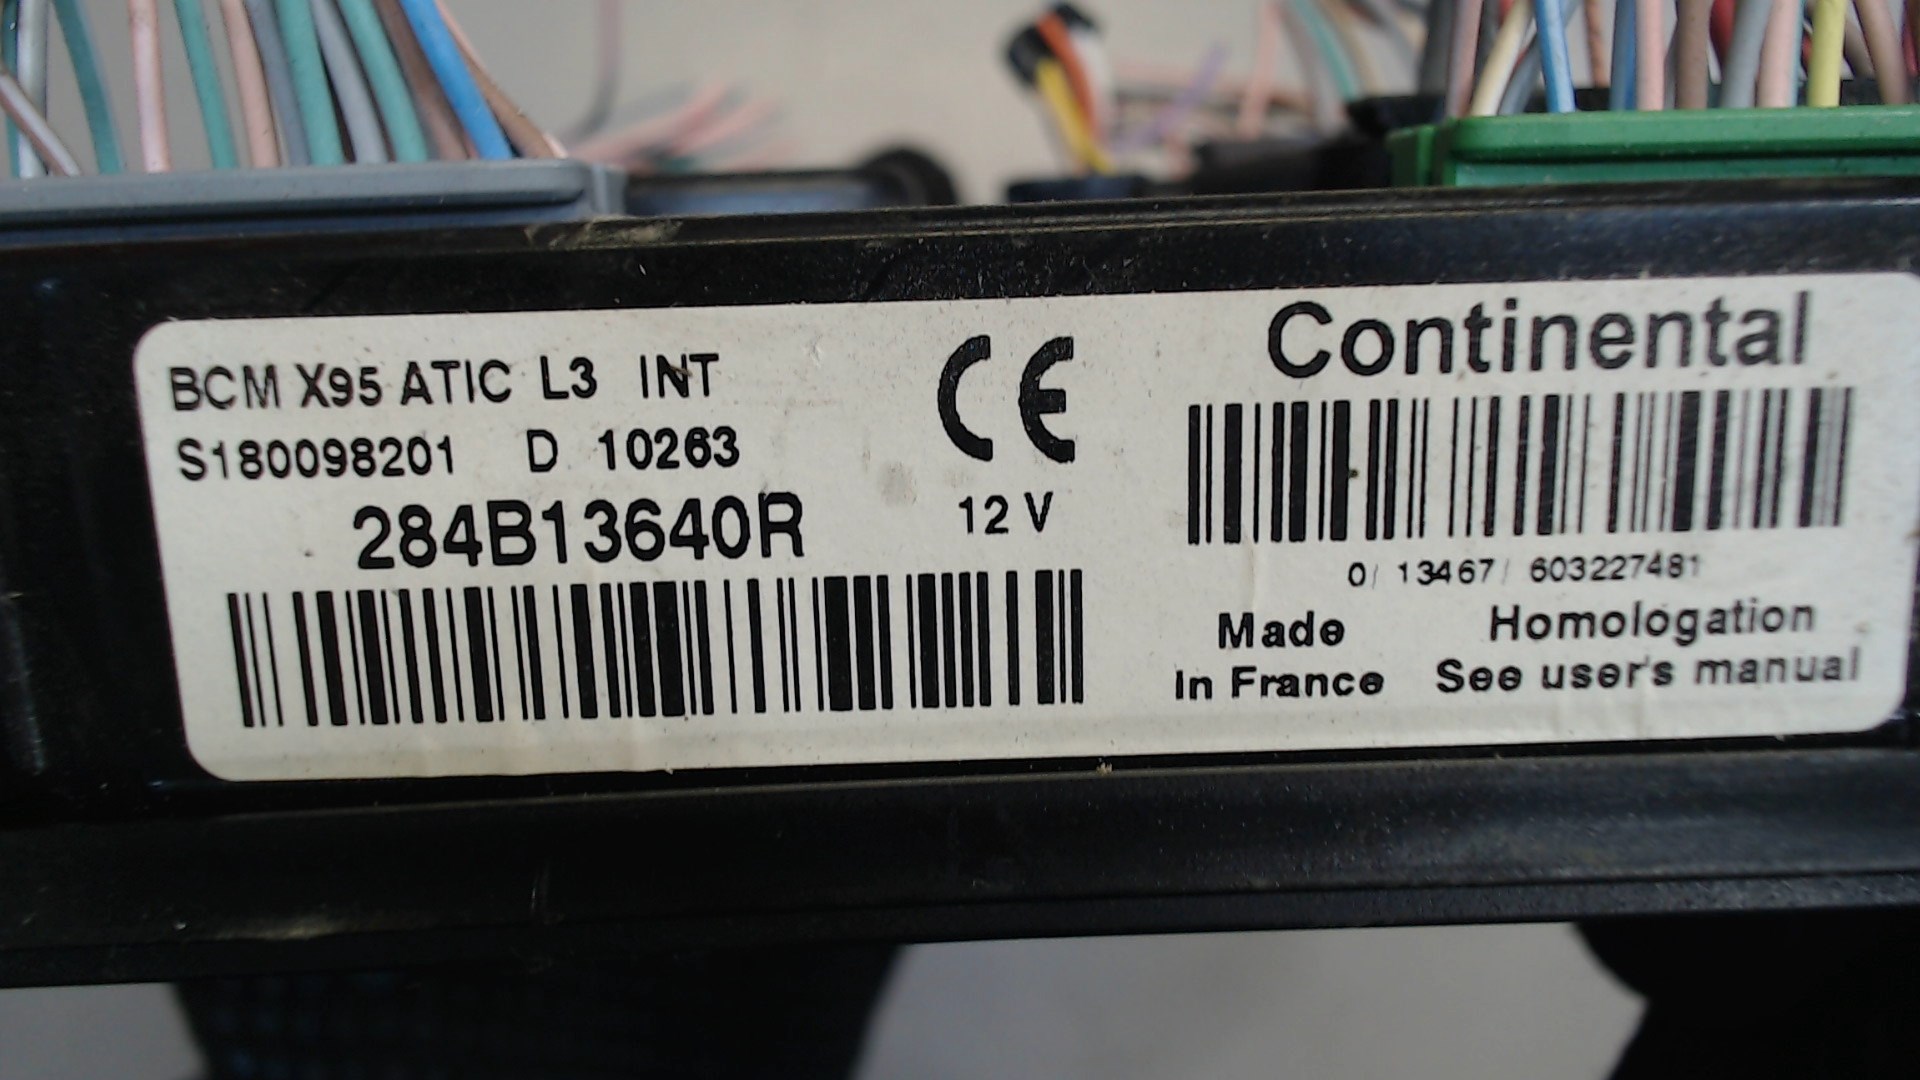 BCM X95 ATIC L3 INT
S180098201 D 10263
284B13640R
CE
12 V
Continental
0/ 13467/ 603227481
Made
In France
Homologation
See user's manual